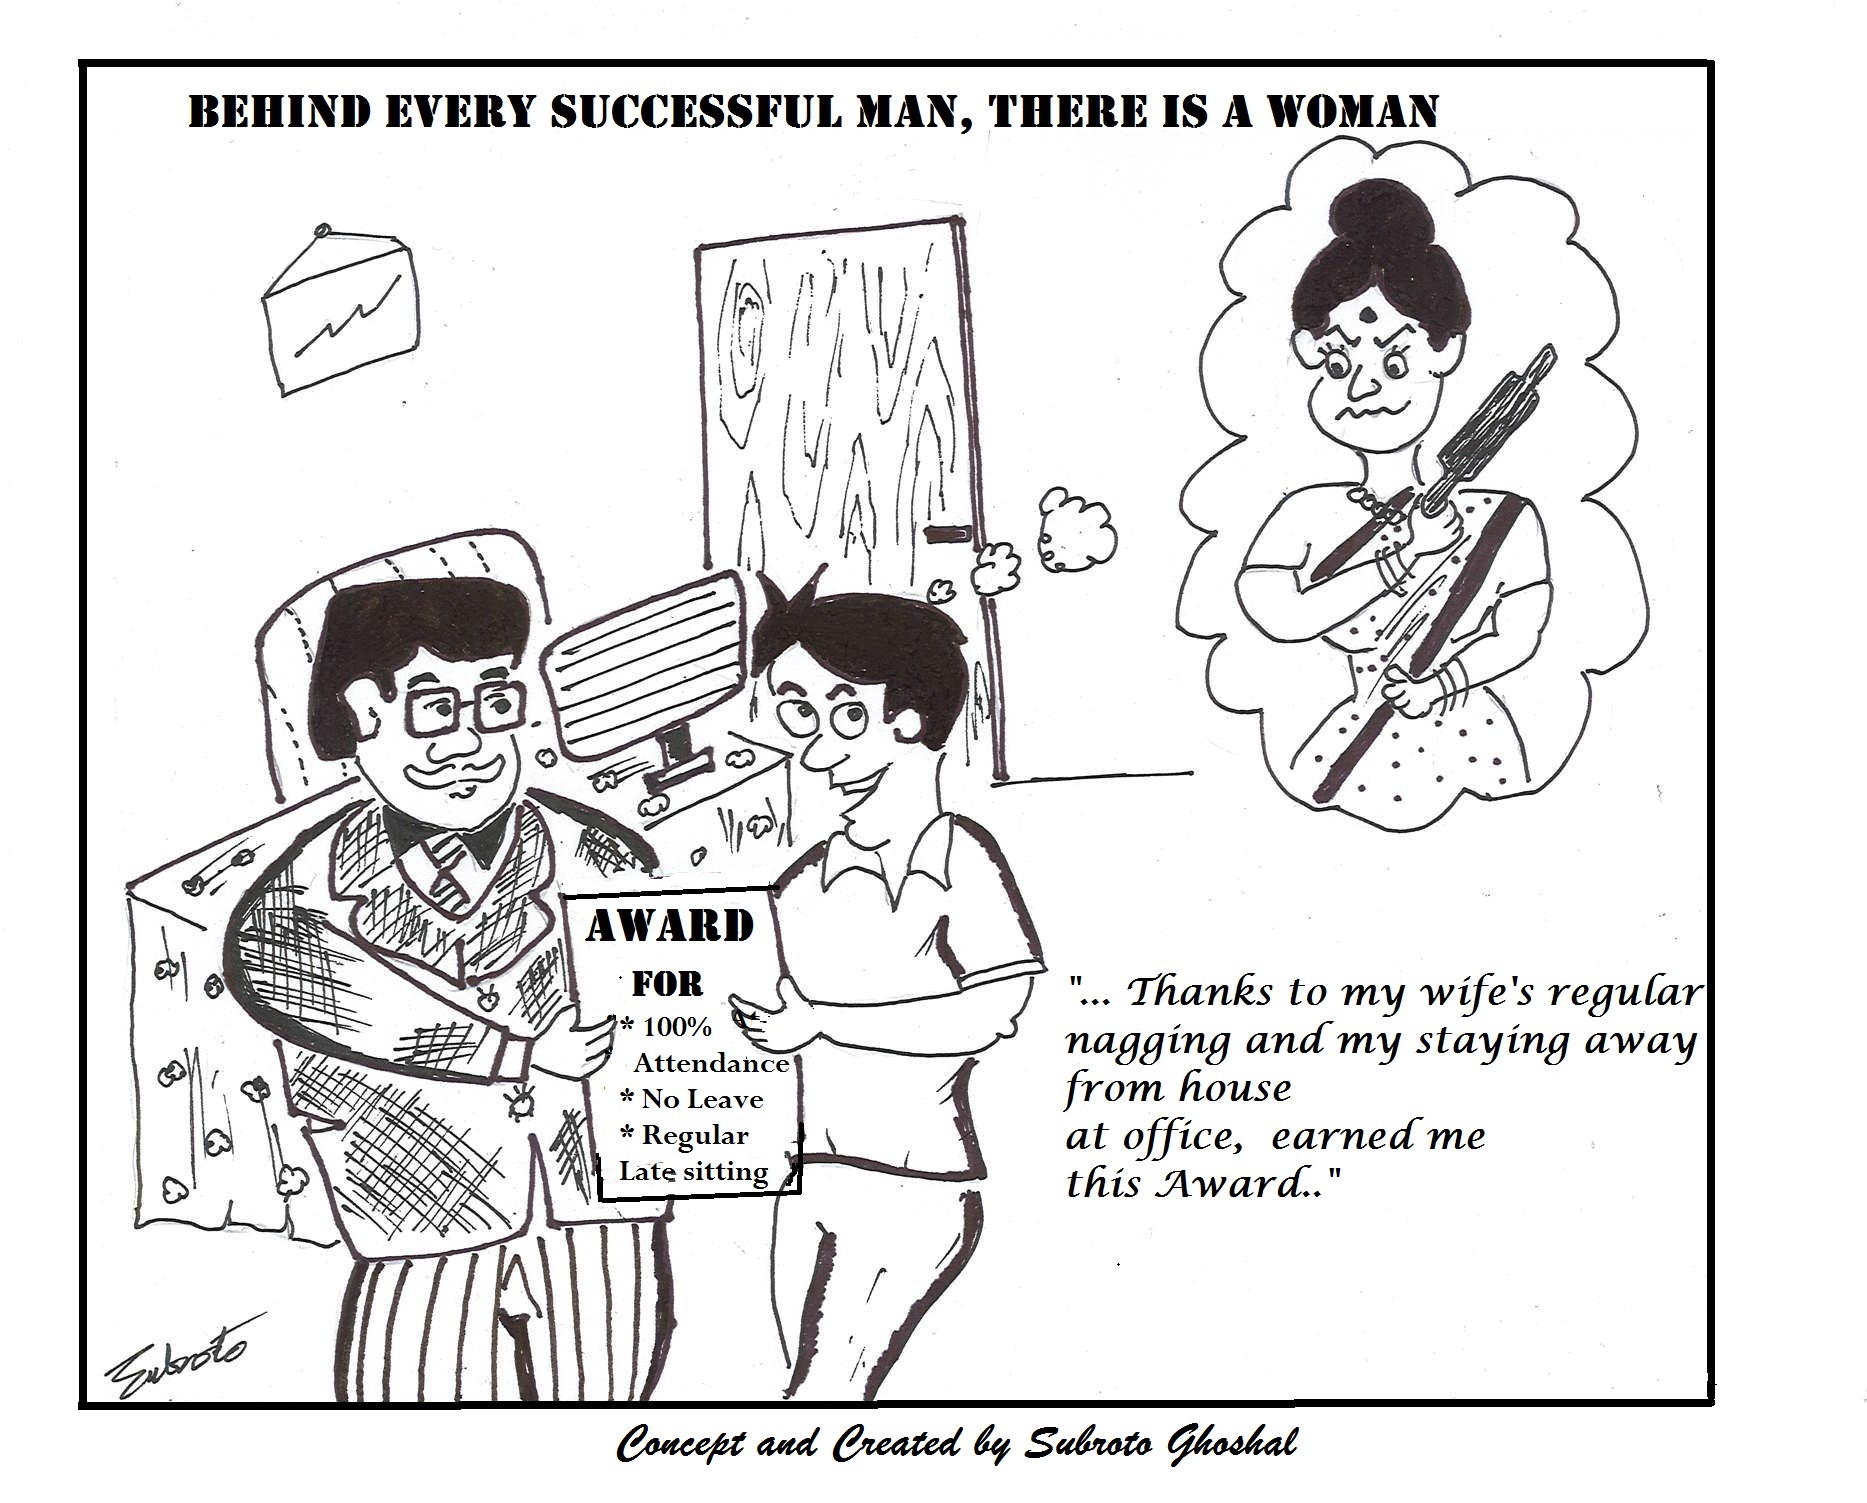 BEHIND EVERY SUCCESSFUL MAN, THERE IS A WOMAN
AWARD
FOR
* 100%
Attendance
* No Leave
* Regular
Late sitting
"... Thanks to my wife's regular
nagging and my staying away
from house
at office, earned me
this Award.."
Subroto
Concept and Created by Subroto Ghoshal